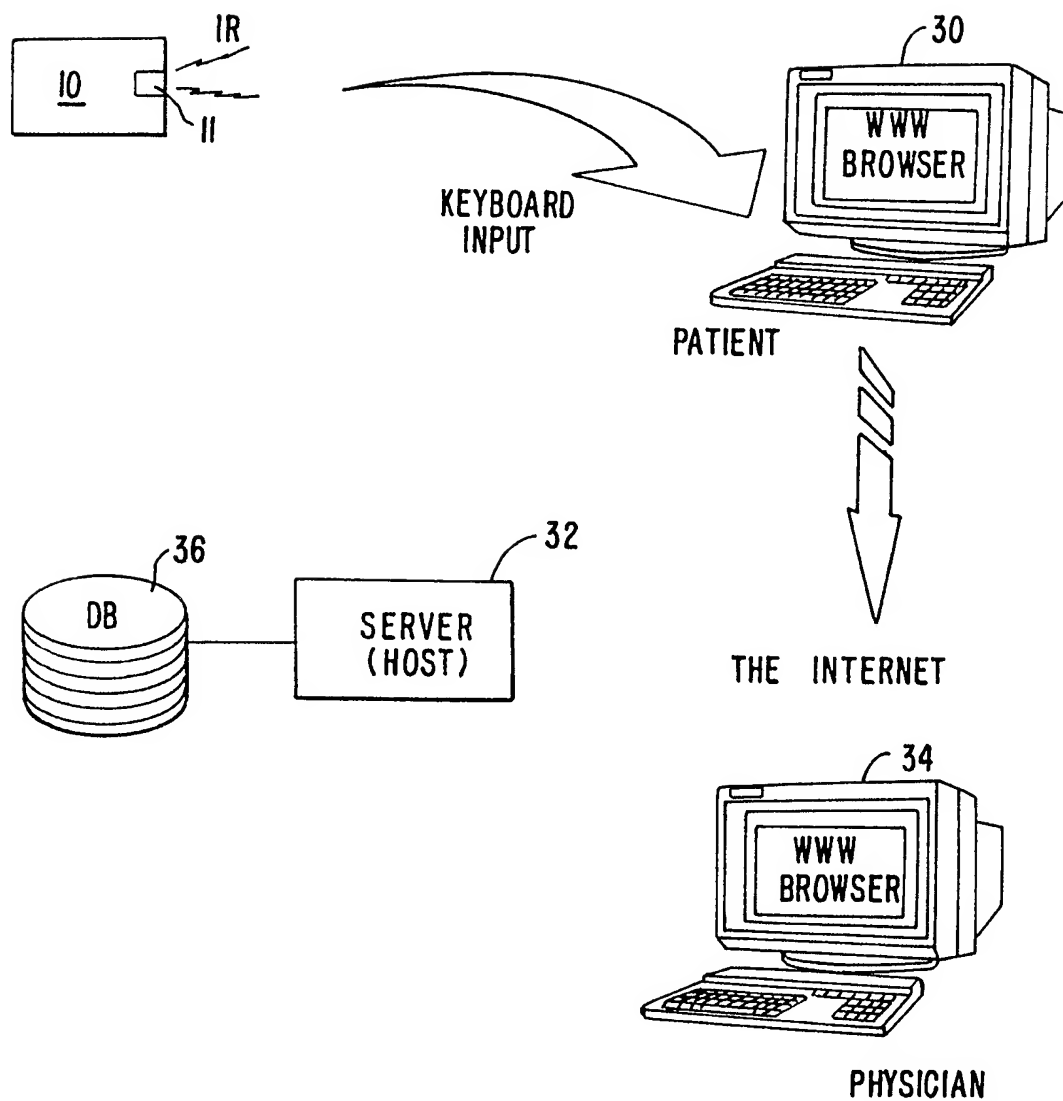 IR
10
11
30
WWW
BROWSER
KEYBOARD
INPUT
PATIENT
36
DB
32
SERVER
(HOST)
THE INTERNET
34
WWW
BROWSER
PHYSICIAN